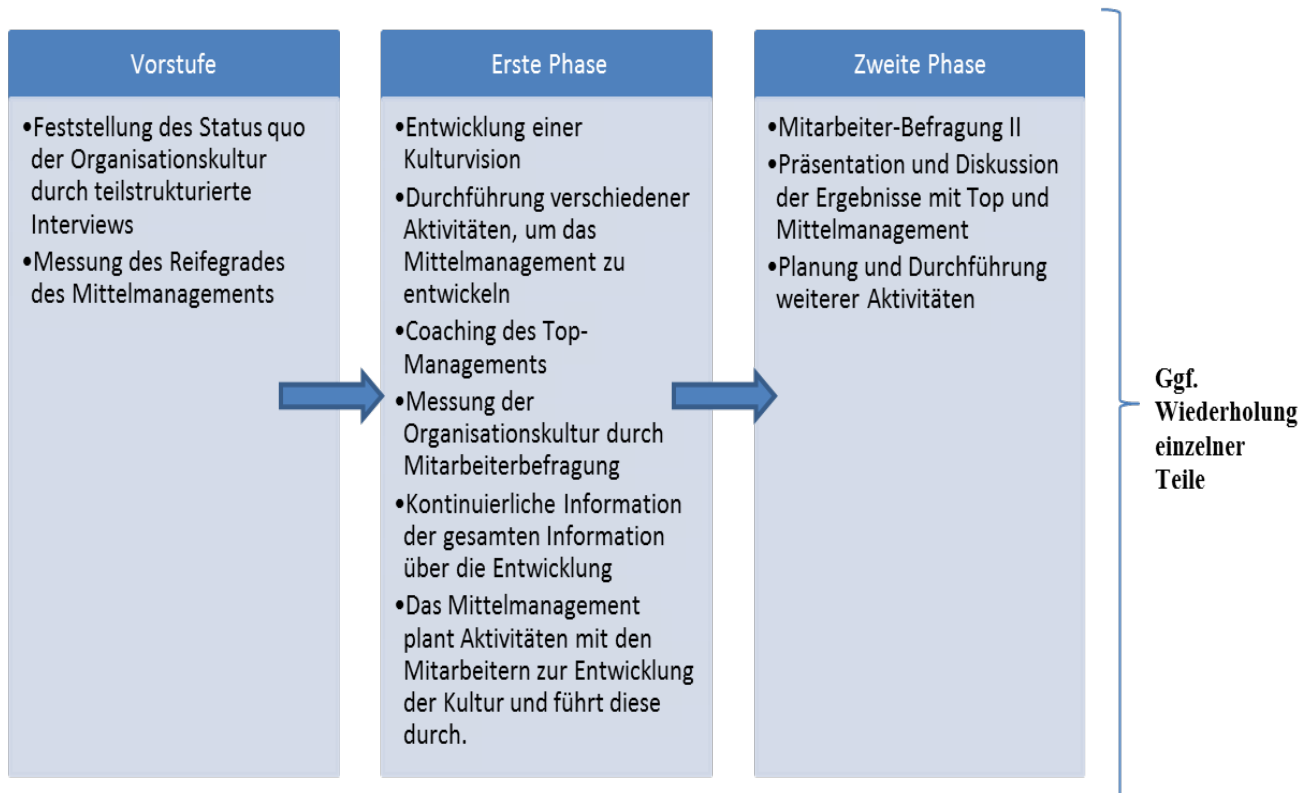 Vorstufe
•Feststellung des Status quo
der Organisationskultur
durch teilstrukturierte
Interviews
•Messung des Reifegrades
des Mittelmanagements
Erste Phase
•Entwicklung einer
Kulturvision
•Durchführung verschiedener
Aktivitäten, um das
Mittelmanagement zu
entwickeln
•Coaching des Top-
Managements
•Messung der
Organisationskultur durch
Mitarbeiterbefragung
•Kontinuierliche Information
der gesamten Information
über die Entwicklung
•Das Mittelmanagement
plant Aktivitäten mit den
Mitarbeitern zur Entwicklung
der Kultur und führt diese
durch.
Zweite Phase
•Mitarbeiter-Befragung II
•Präsentation und Diskussion
der Ergebnisse mit Top und
Mittelmanagement
•Planung und Durchführung
weiterer Aktivitäten
Ggf.
Wiederholung
einzelner
Teile